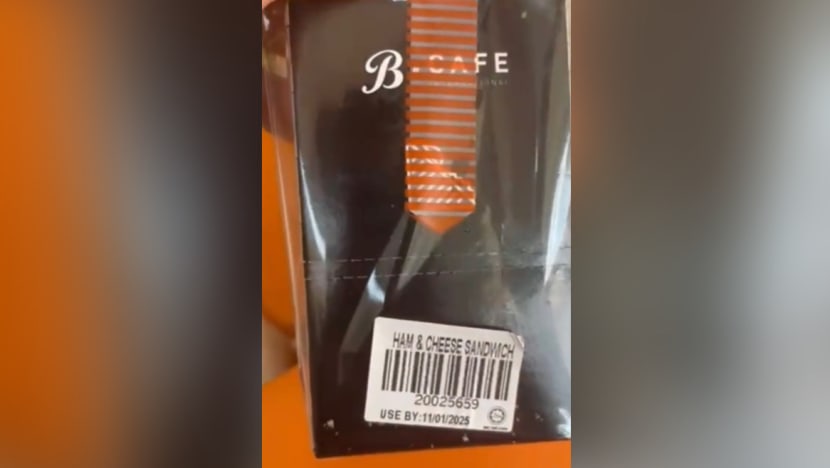 B. CAFE
HAM & CHEESE SANDWICH
20025659
USE BY:11/01/2025